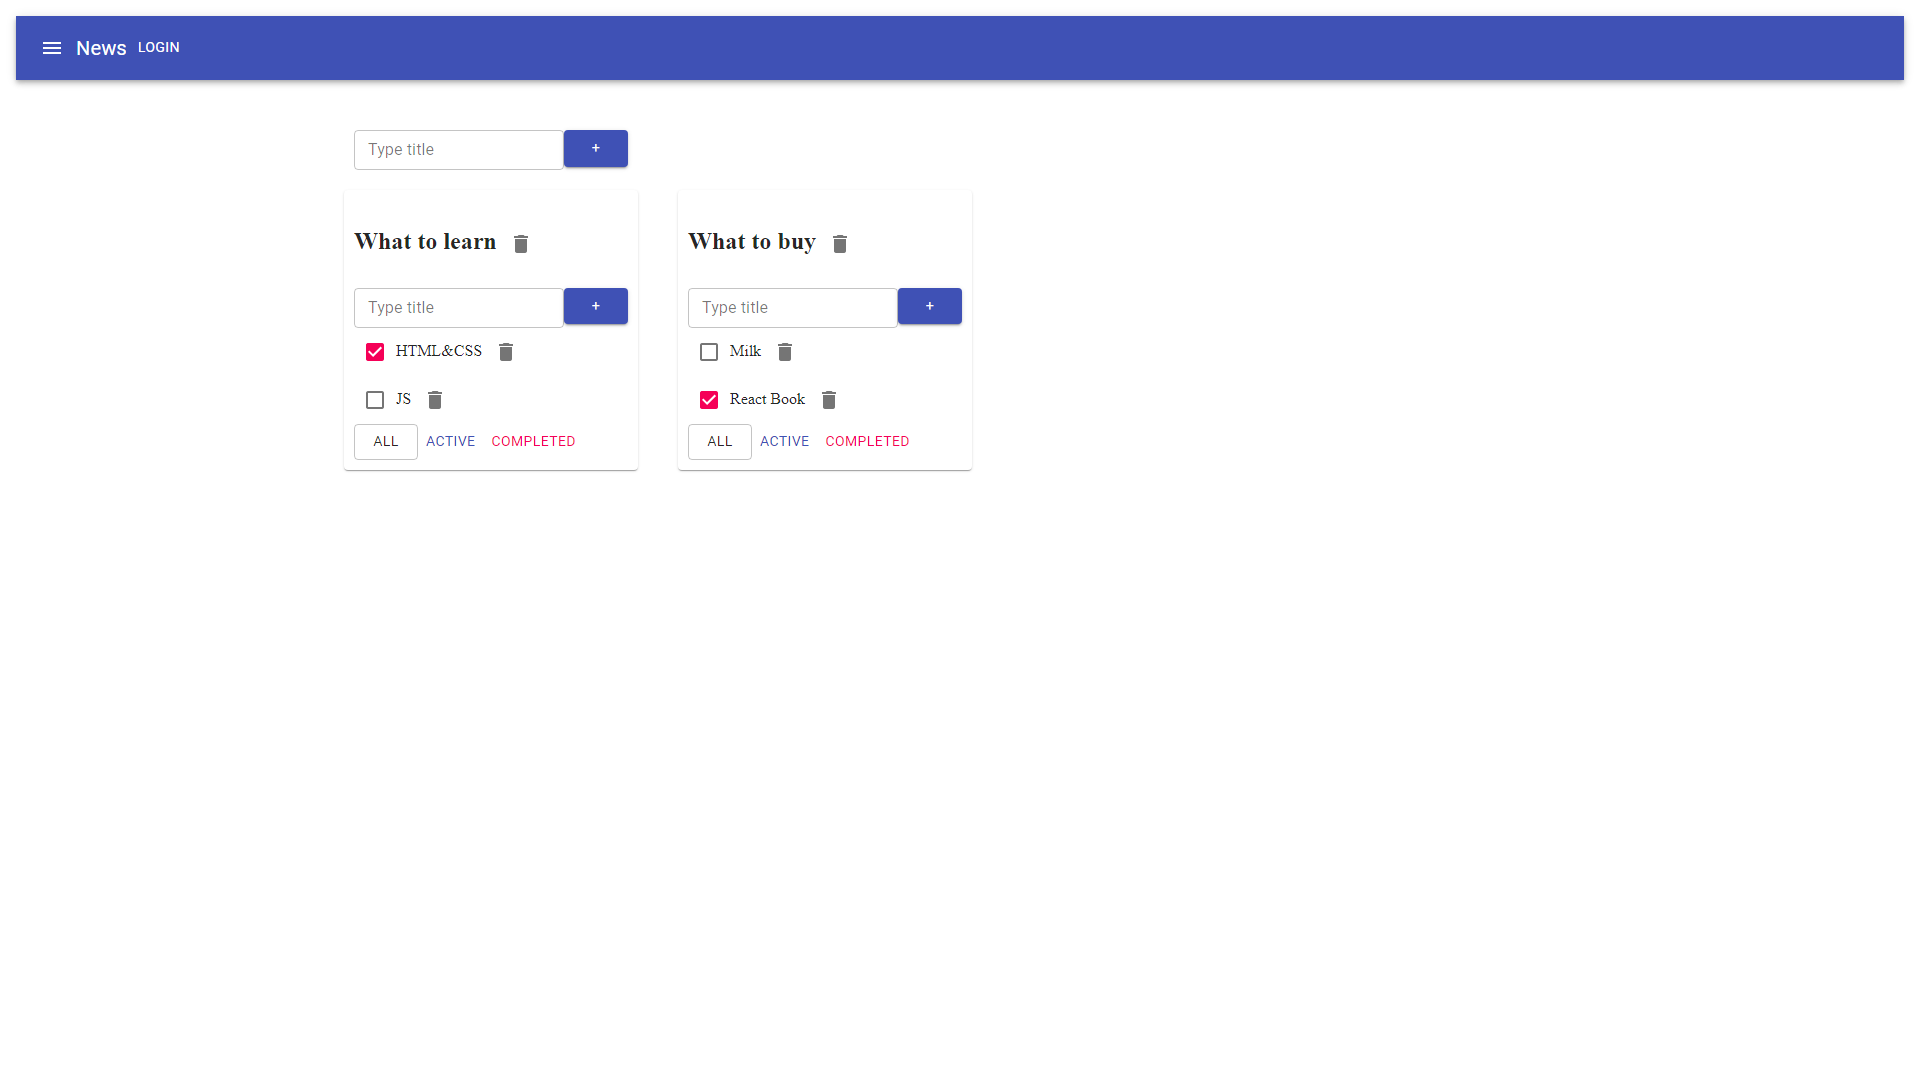 News LOGIN
Type title +
What to learn
Type title +
HTML&CSS
JS
ALL ACTIVE COMPLETED
What to buy
Type title +
Milk
React Book
ALL ACTIVE COMPLETED